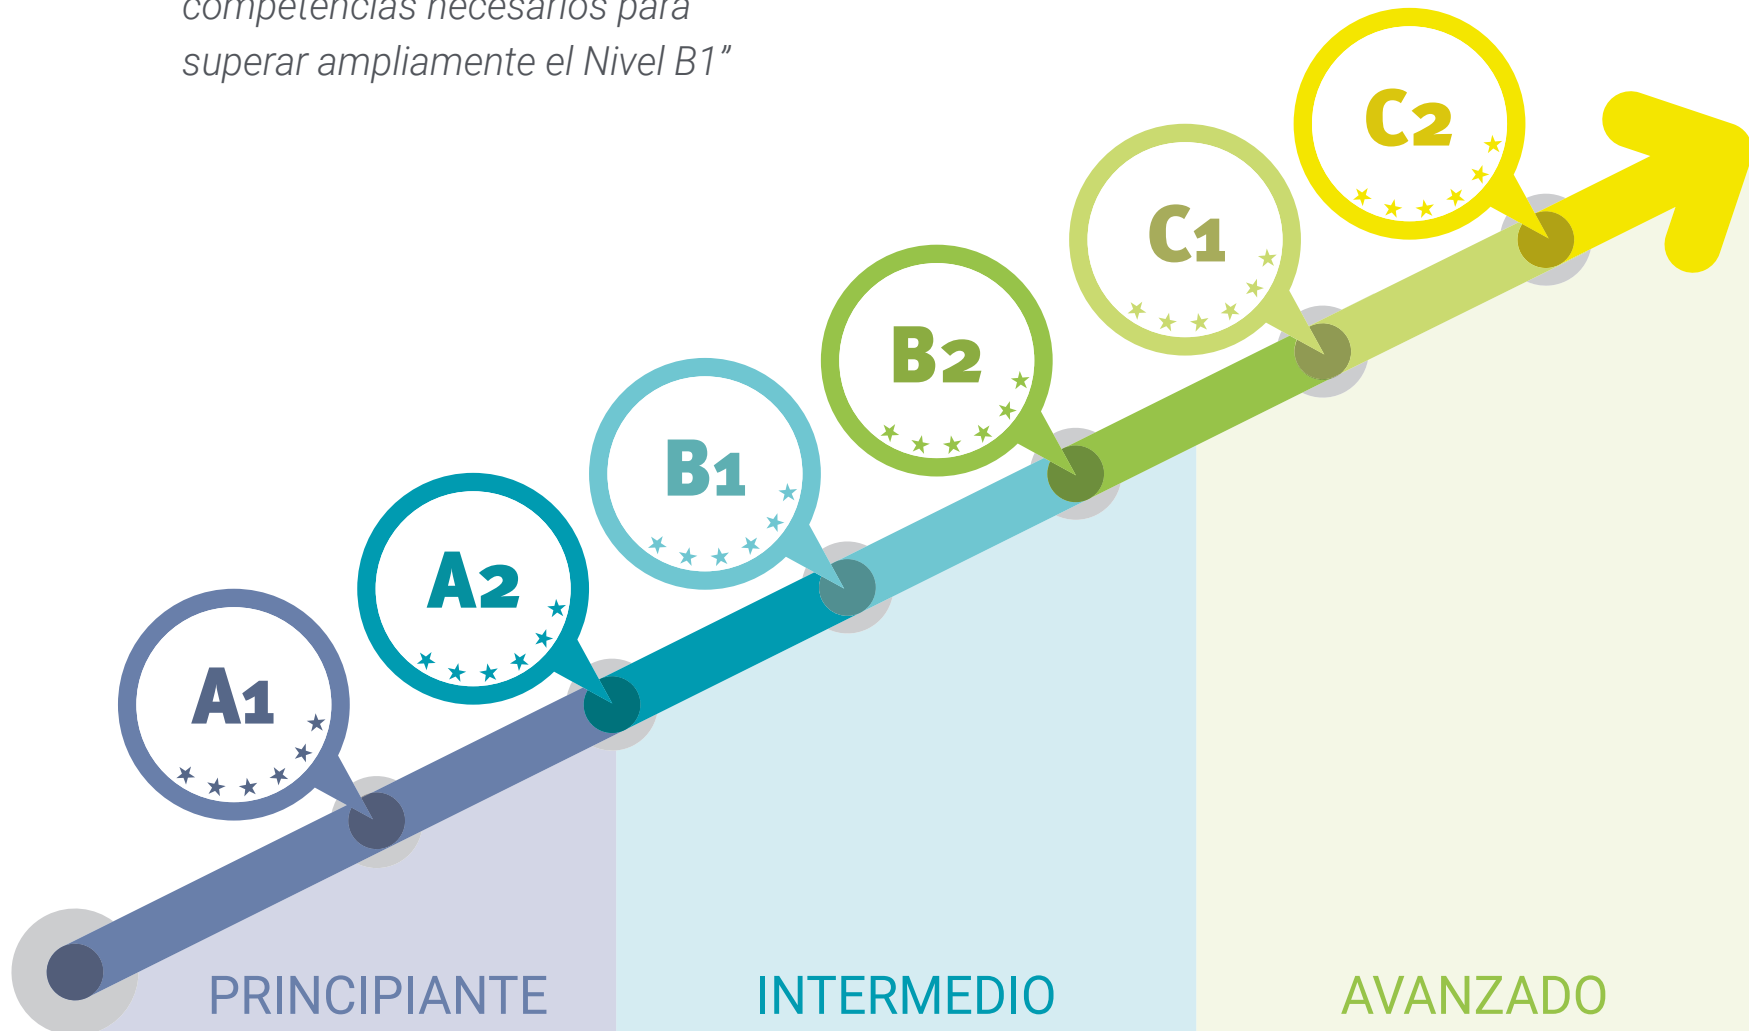 competencias necesarios para
superar ampliamente el Nivel B1”
C2
C1
B2
B1
A2
A1
PRINCIPIANTE
INTERMEDIO
AVANZADO